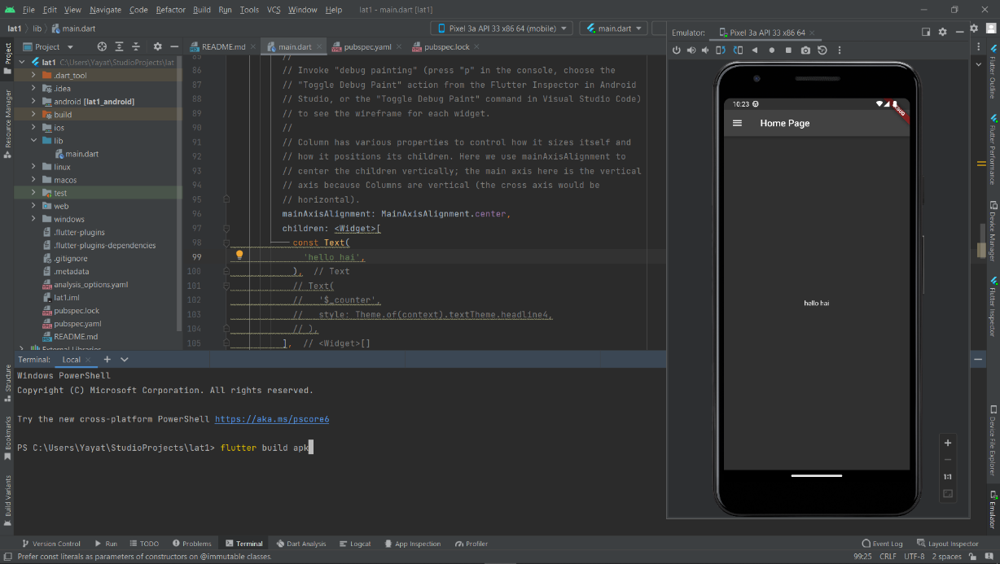 File Edit View Navigate Code Refactor Build Run Tools VCS Window Help lat1 - main.dart [lat1]
lat1 lib main.dart
Pixel 3a API 33 x86 64 (mobile)
main.dart
Emulator: Pixel 3a API 33 x86 64
Project
README.md
main.dart
pubspec.yaml
pubspec.lock
Project
Resource Manager
Structure
Bookmarks
Build Variants
lat1 C:\Users\Yayat\StudioProjects\lat
.dart_tool
.idea
android [lat1_android]
build
ios
lib
main.dart
linux
macos
test
web
windows
.flutter-plugins
.flutter-plugins-dependencies
.gitignore
.metadata
analysis_options.yaml
lat1.iml
pubspec.lock
pubspec.yaml
README.md
External Libraries
85 //
86 // Invoke "debug painting" (press "p" in the console, choose the
87 // "Toggle Debug Paint" action from the Flutter Inspector in Android
88 // Studio, or the "Toggle Debug Paint" command in Visual Studio Code)
89 // to see the wireframe for each widget.
90 //
91 // Column has various properties to control how it sizes itself and
92 // how it positions its children. Here we use mainAxisAlignment to
93 // center the children vertically; the main axis here is the vertical
94 // axis because Columns are vertical (the cross axis would be
95 // horizontal).
96 mainAxisAlignment: MainAxisAlignment.center,
97 children: <Widget>[
98 const Text(
99 'hello hai',
100 ), // Text
101 // Text(
102 // '$_counter',
103 // style: Theme.of(context).textTheme.headline4,
104 // ),
105 ], // <Widget>[]
10:23
DEBUG
Home Page
hello hai
1:1
Flutter Outline
Flutter Performance
Device Manager
Flutter Inspector
Device File Explorer
Emulator
Terminal: Local
Windows PowerShell
Copyright (C) Microsoft Corporation. All rights reserved.
Try the new cross-platform PowerShell https://aka.ms/pscore6
PS C:\Users\Yayat\StudioProjects\lat1> flutter build apk
Version Control Run TODO Problems Terminal Dart Analysis Logcat App Inspection Profiler Event Log Layout Inspector
Prefer const literals as parameters of constructors on @immutable classes. 99:25 CRLF UTF-8 2 spaces